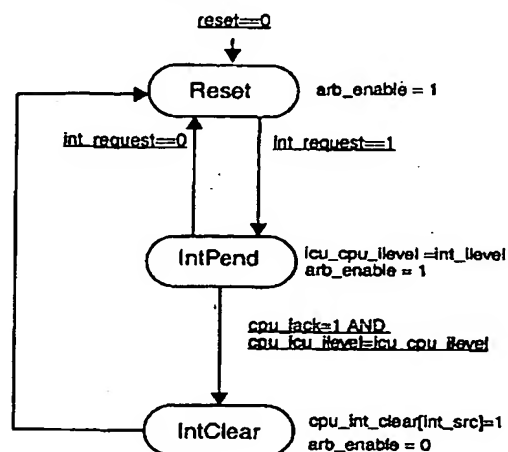 reset==0
Reset
arb_enable = 1
int_request==0
int_request==1
IntPend
icu_cpu_ilevel =int_ilevel
arb_enable = 1
cpu_iack=1 AND
cpu_icu_ilevel=icu_cpu_ilevel
IntClear
cpu_int_clear[int_src]=1
arb_enable = 0